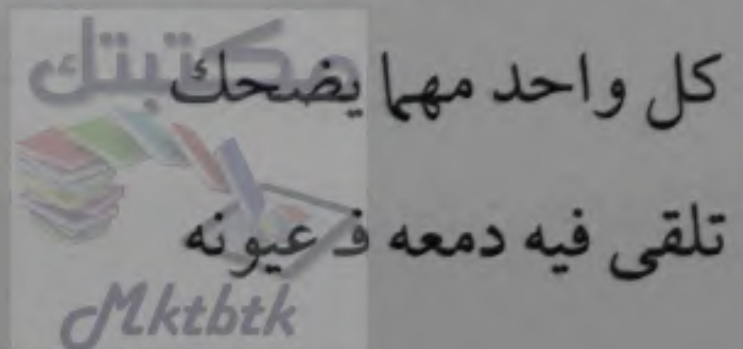 مكتبتك
كل واحد مهما يضحك
تلقى فيه دمعه ف عيونه
Mktbtk